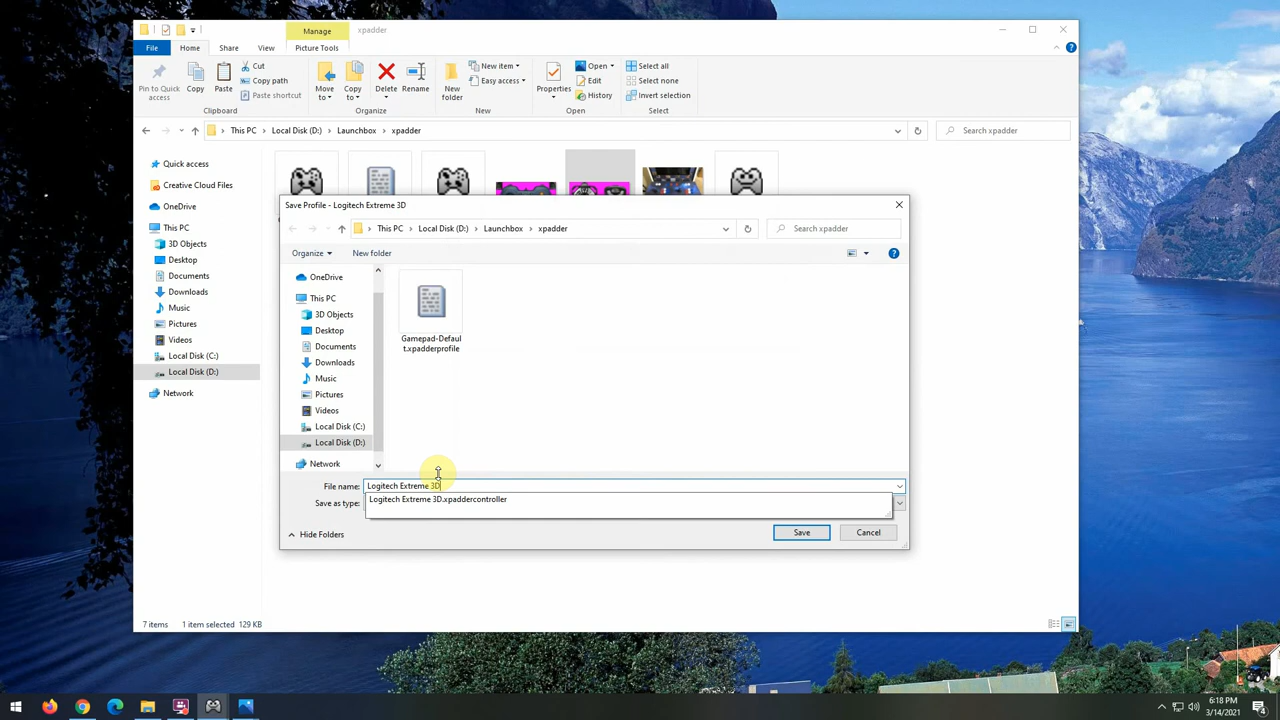 Manage
xpadder
File
Home
Share
View
Picture Tools
Pin to Quick access
Copy
Paste
Cut
Copy path
Paste shortcut
Clipboard
Move to
Copy to
Delete
Rename
Organize
New folder
New item
Easy access
New
Properties
Open
Edit
History
Open
Select all
Select none
Invert selection
Select
This PC
Local Disk (D:)
Launchbox
xpadder
Search xpadder
Quick access
Creative Cloud Files
OneDrive
This PC
3D Objects
Desktop
Documents
Downloads
Music
Pictures
Videos
Local Disk (C:)
Local Disk (D:)
Network
Save Profile - Logitech Extreme 3D
This PC
Local Disk (D:)
Launchbox
xpadder
Search xpadder
Organize
New folder
OneDrive
This PC
3D Objects
Desktop
Documents
Downloads
Music
Pictures
Videos
Local Disk (C:)
Local Disk (D:)
Network
Gamepad-Defaul
t.xpadderprofile
File name: Logitech Extreme 3D
Logitech Extreme 3D.xpaddercontroller
Save as type:
Hide Folders
Save
Cancel
7 items
1 item selected 129 KB
6:18 PM
3/14/2021
4